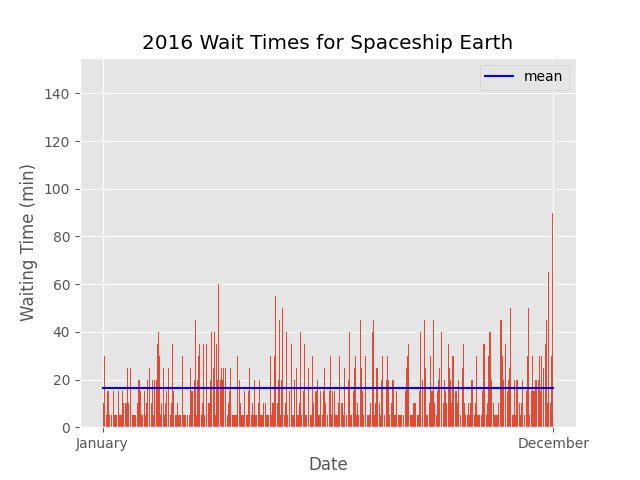 2016 Wait Times for Spaceship Earth
mean
140
120
100
80
60
40
20
0
Waiting Time (min)
January
December
Date